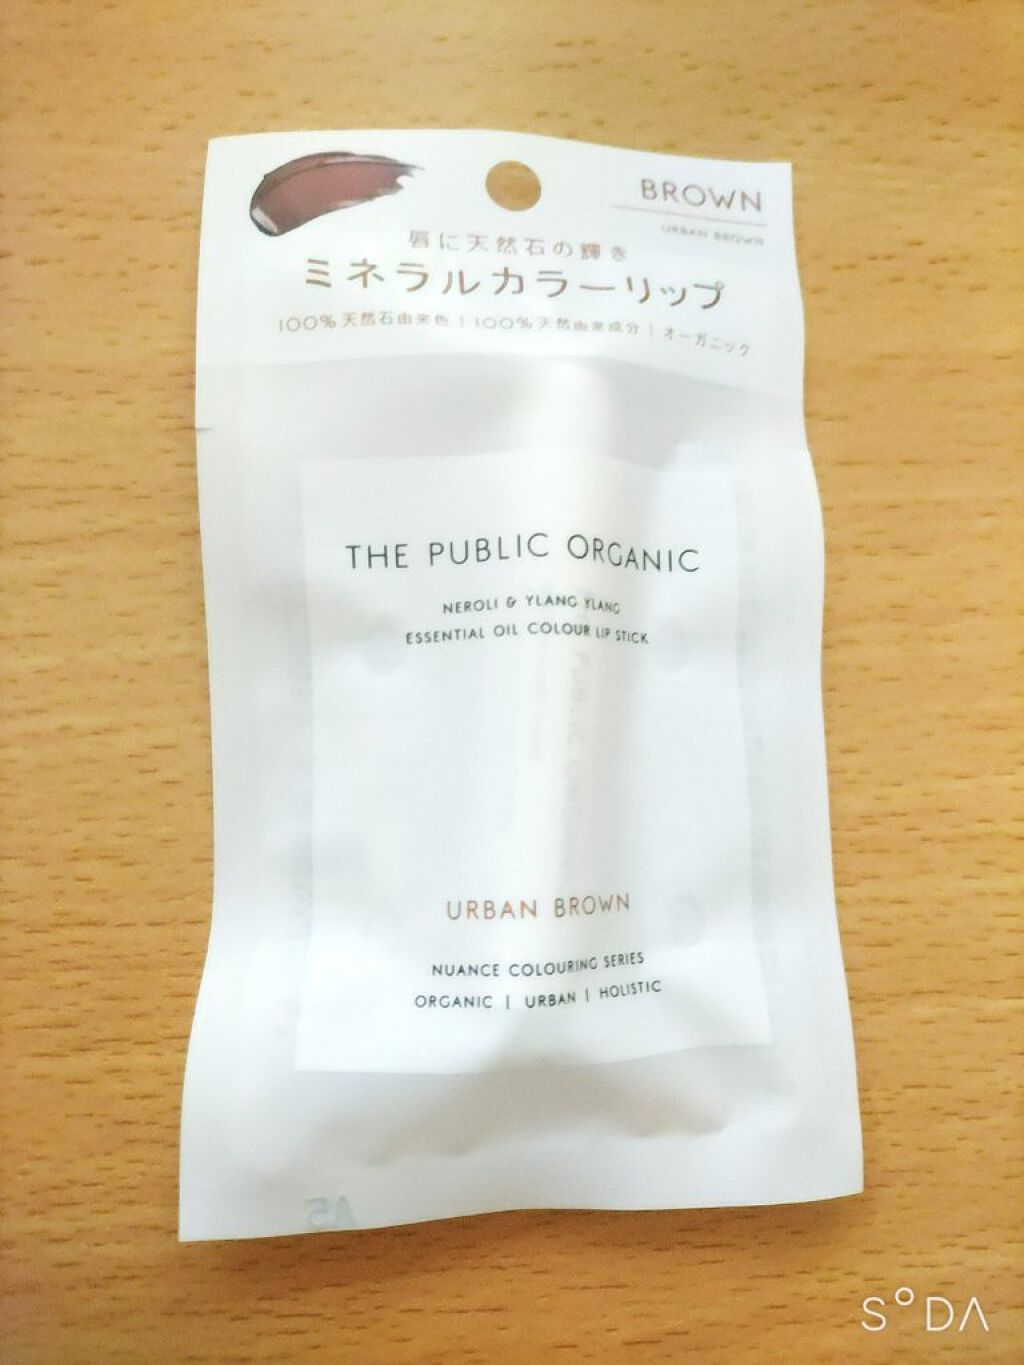 BROWN
URBAN BROWN
唇に天然石の輝き
ミネラルカラーリップ
100%天然石由来色 | 100%天然由来成分 | オーガニック
THE PUBLIC ORGANIC
NEROLI & YLANG YLANG
ESSENTIAL OIL COLOUR LIP STICK
URBAN BROWN
NUANCE COLOURING SERIES
ORGANIC | URBAN | HOLISTIC
A5
S°DA